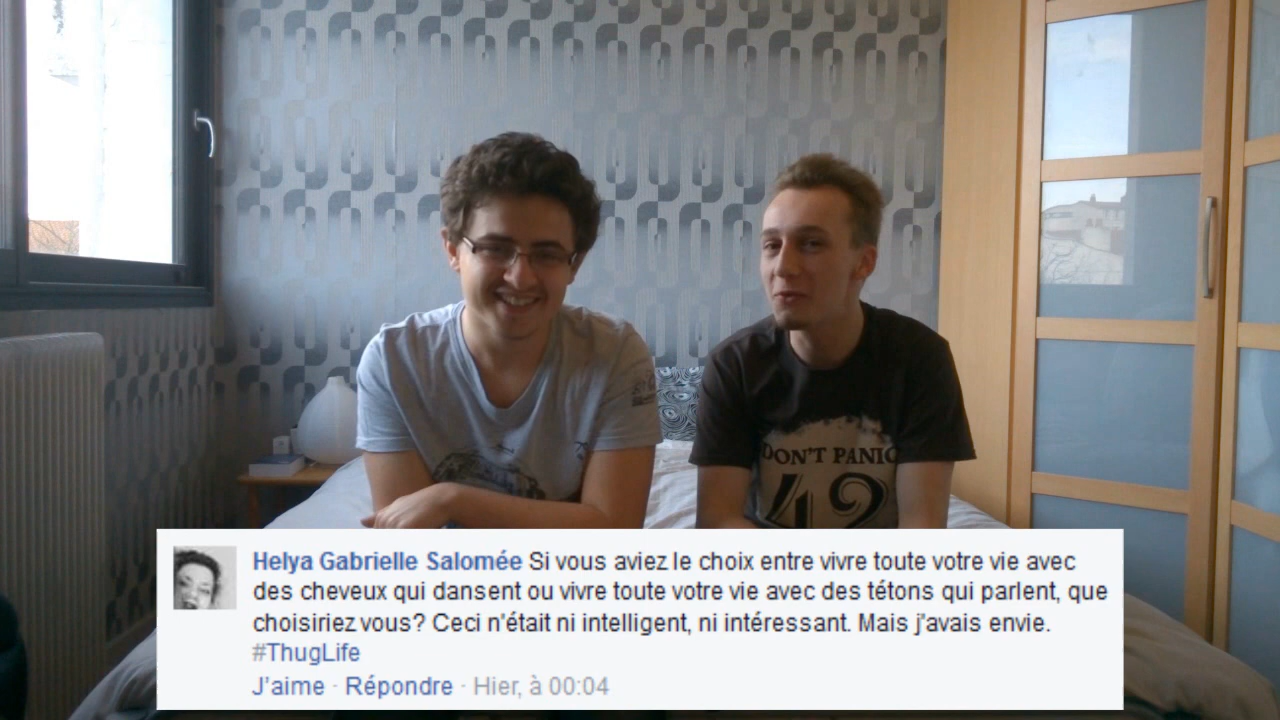 DON'T PANIC
42
Helya Gabrielle Salomée Si vous aviez le choix entre vivre toute votre vie avec
des cheveux qui dansent ou vivre toute votre vie avec des tétons qui parlent, que
choisiriez vous? Ceci n'était ni intelligent, ni intéressant. Mais j'avais envie.
#ThugLife
J'aime · Répondre · Hier, à 00:04